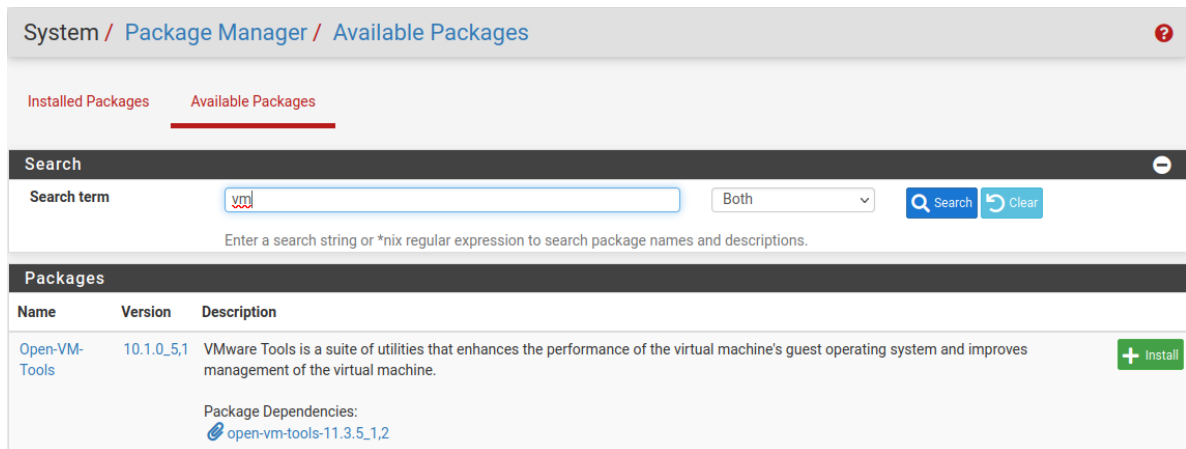 System / Package Manager / Available Packages
Installed Packages Available Packages
Search
Search term vm Both Search Clear
Enter a search string or *nix regular expression to search package names and descriptions.
Packages
Name Version Description
Open-VM- 10.1.0_5,1 VMware Tools is a suite of utilities that enhances the performance of the virtual machine's guest operating system and improves Install
Tools management of the virtual machine.
Package Dependencies:
open-vm-tools-11.3.5_1,2